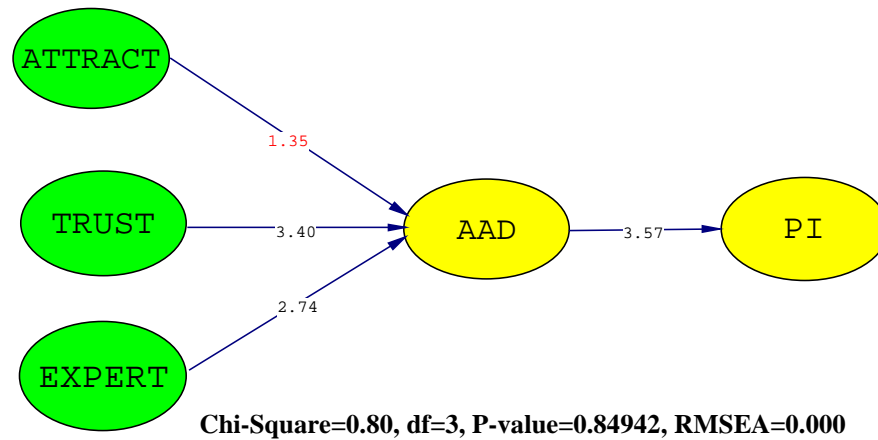 ATTRACT
1.35
TRUST
3.40
AAD
3.57
PI
2.74
EXPERT
Chi-Square=0.80, df=3, P-value=0.84942, RMSEA=0.000